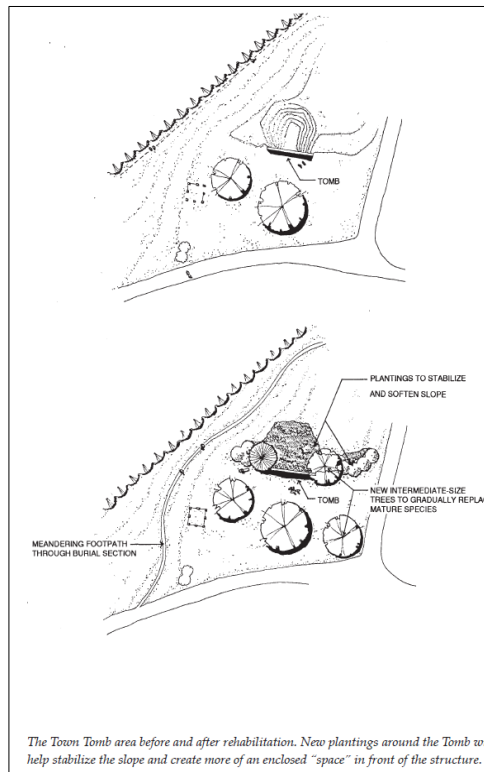 TOMB
PLANTINGS TO STABILIZE
AND SOFTEN SLOPE
TOMB
NEW INTERMEDIATE-SIZE
TREES TO GRADUALLY REPLAC
MATURE SPECIES
MEANDERING FOOTPATH
THROUGH BURIAL SECTION
The Town Tomb area before and after rehabilitation. New plantings around the Tomb w
help stabilize the slope and create more of an enclosed “space” in front of the structure.